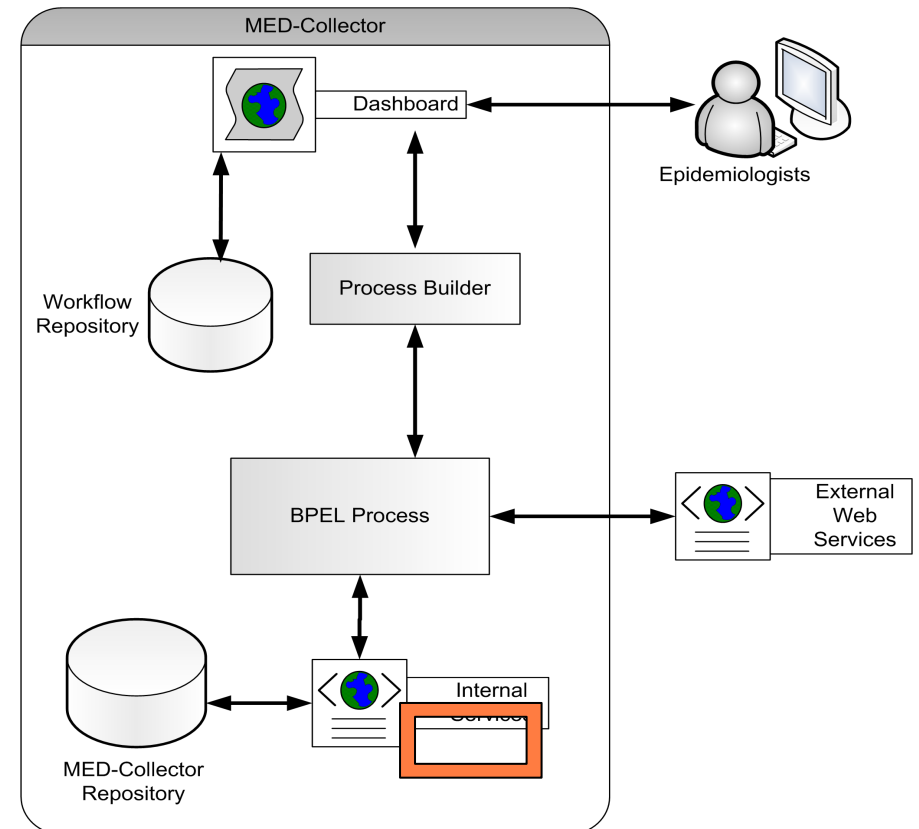 MED-Collector
Dashboard
Epidemiologists
Process Builder
Workflow
Repository
BPEL Process
External
Web
Services
Internal
MED-Collector
Repository